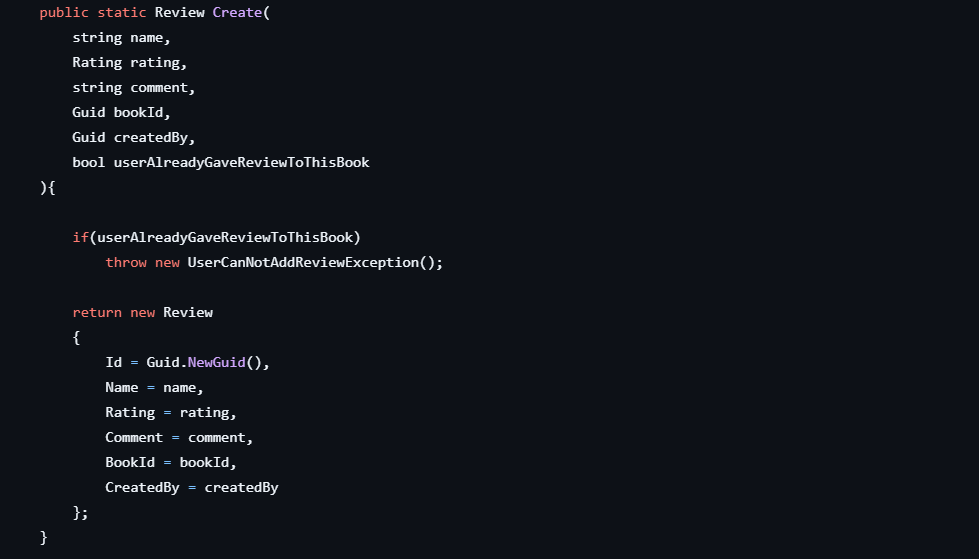 public static Review Create(
string name,
Rating rating,
string comment,
Guid bookId,
Guid createdBy,
bool userAlreadyGaveReviewToThisBook
){
if(userAlreadyGaveReviewToThisBook)
throw new UserCanNotAddReviewException();
return new Review
{
Id = Guid.NewGuid(),
Name = name,
Rating = rating,
Comment = comment,
BookId = bookId,
CreatedBy = createdBy
};
}